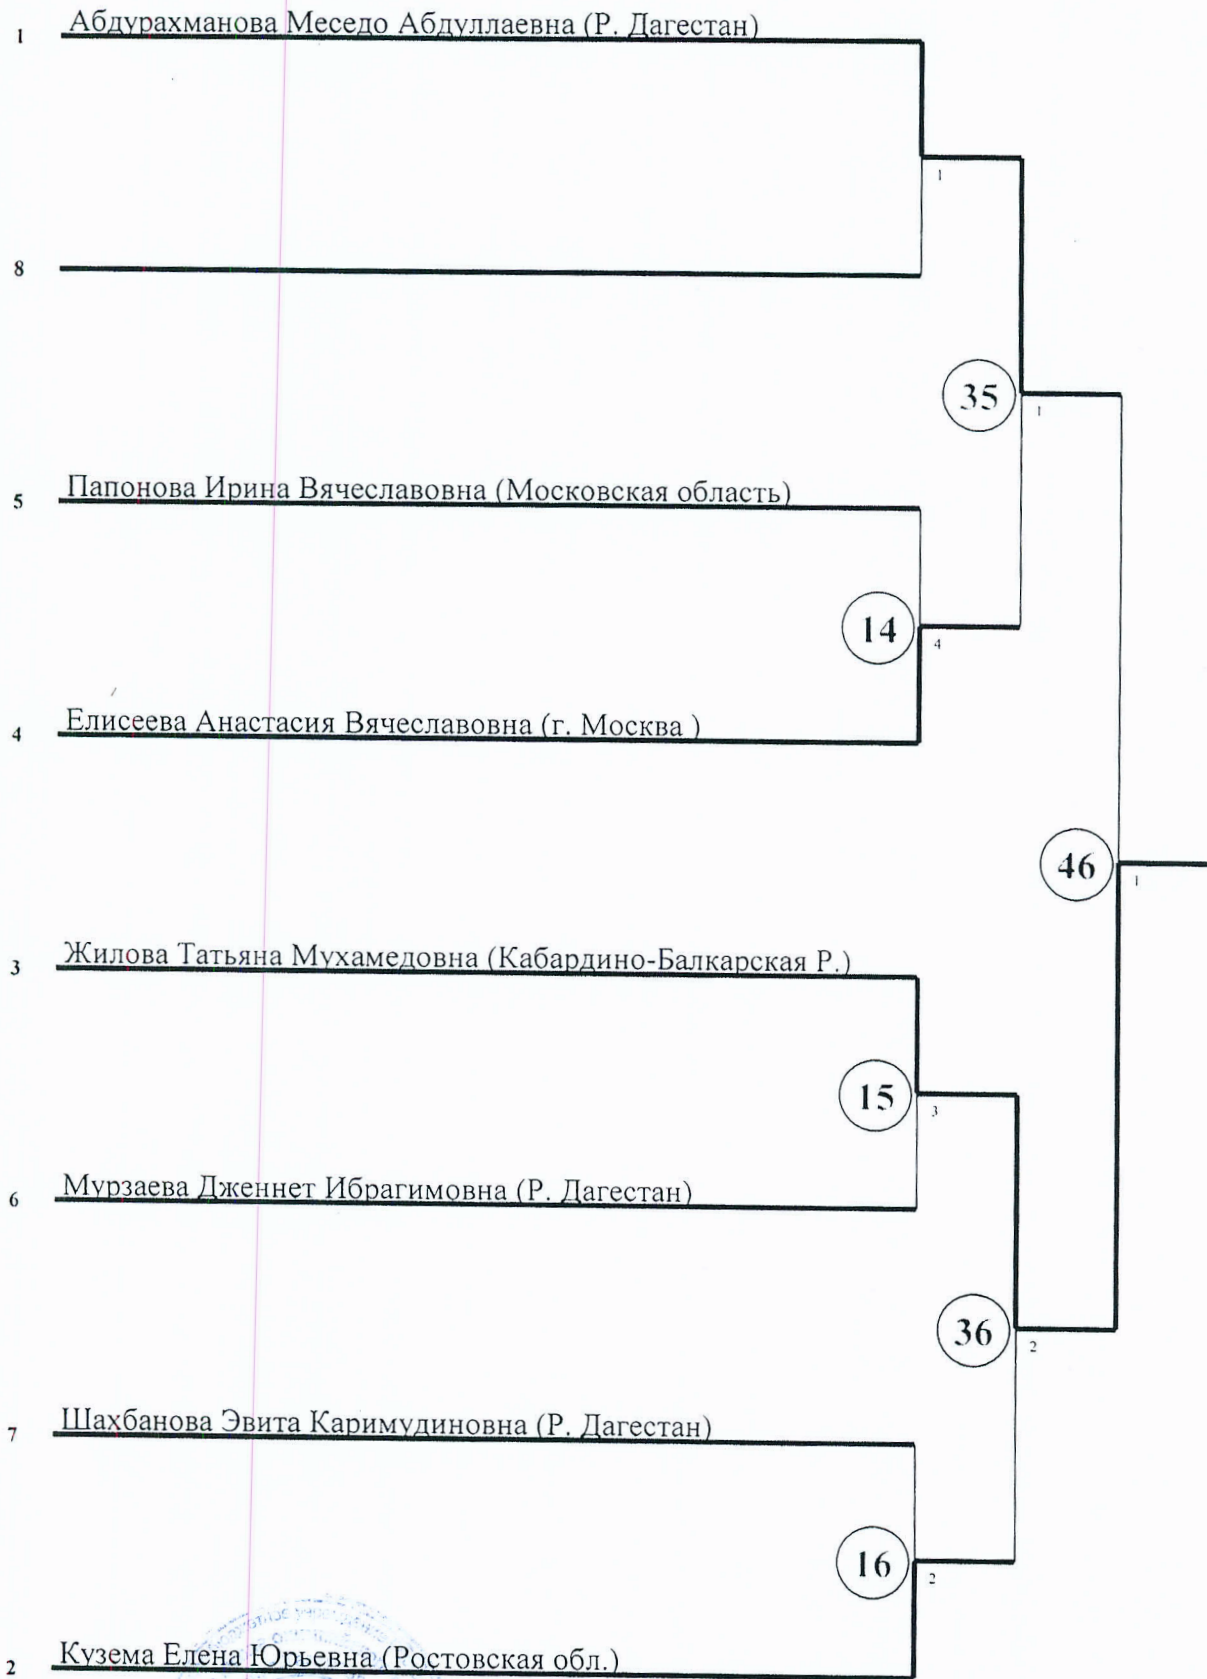 1 Абдурахманова Меседо Абдуллаевна (Р. Дагестан)
1
8
35
1
5 Папонова Ирина Вячеславовна (Московская область)
14
4
4 Елисеева Анастасия Вячеславовна (г. Москва )
46
1
3 Жилова Татьяна Мухамедовна (Кабардино-Балкарская Р.)
15
3
6 Мурзаева Дженнет Ибрагимовна (Р. Дагестан)
36
2
7 Шахбанова Эвита Каримудиновна (Р. Дагестан)
16
2
2 Кузема Елена Юрьевна (Ростовская обл.)